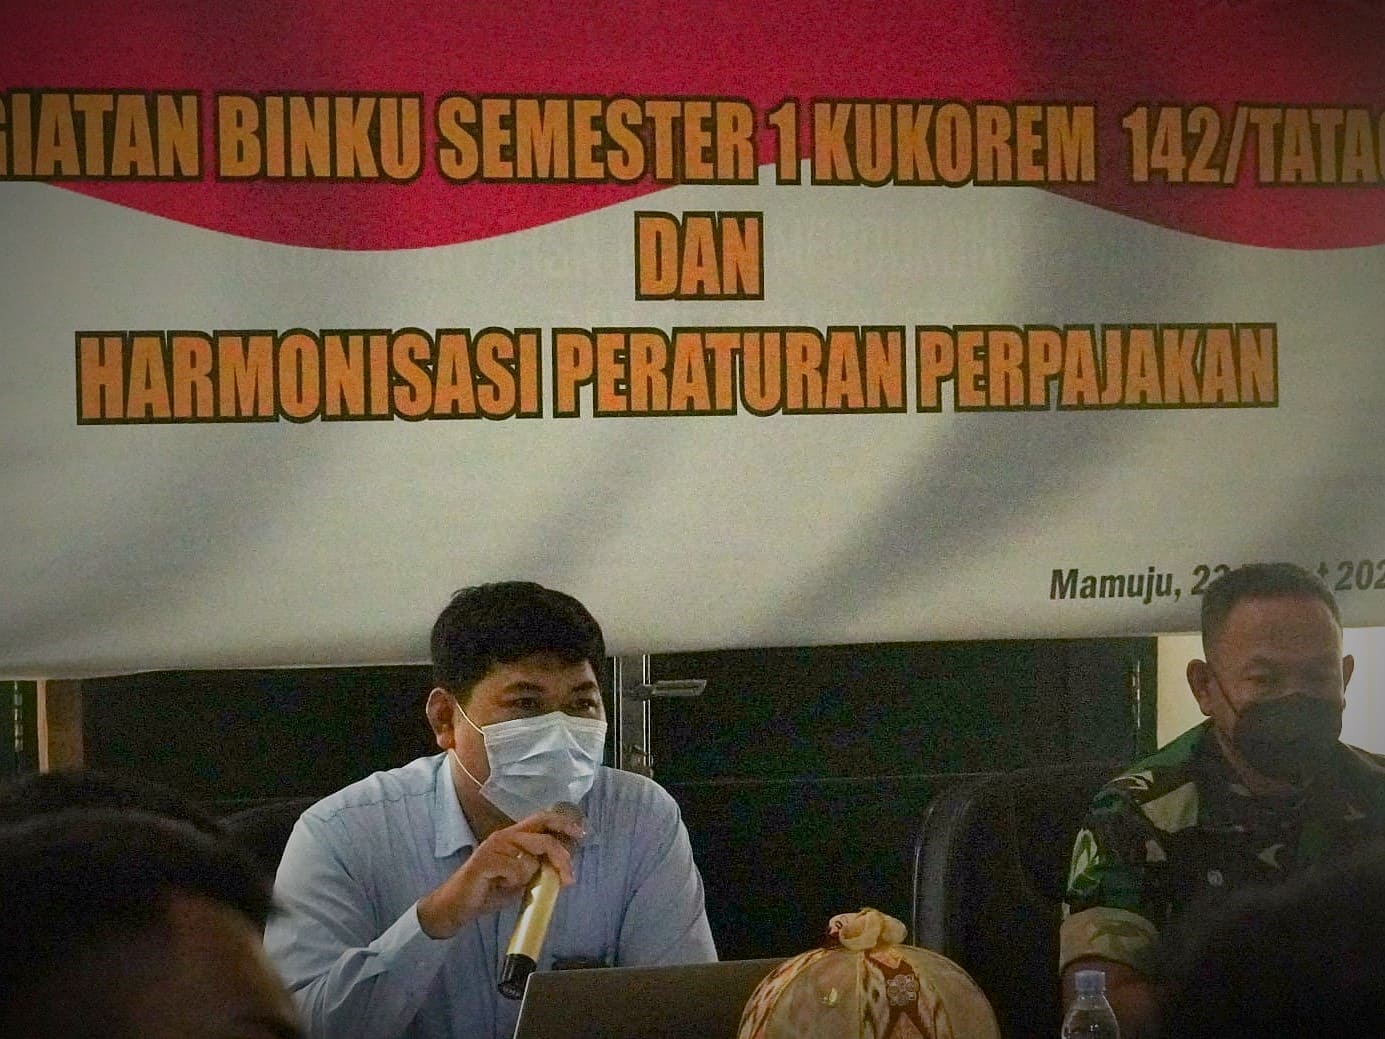 GIATAN BINKU SEMESTER 1 KUKOREM 142/TATAG
DAN
HARMONISASI PERATURAN PERPAJAKAN
Mamuju,